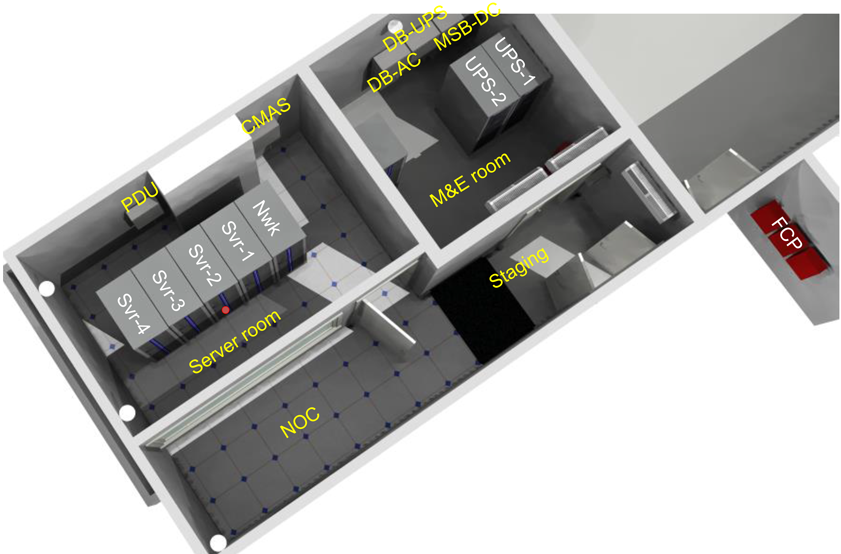 DB-UPS
MSB-DC
DB-AC
UPS-1
UPS-2
CMAS
M&E room
PDU
Nwk
Svr-1
Svr-2
Svr-3
Svr-4
Staging
FCP
Server room
NOC